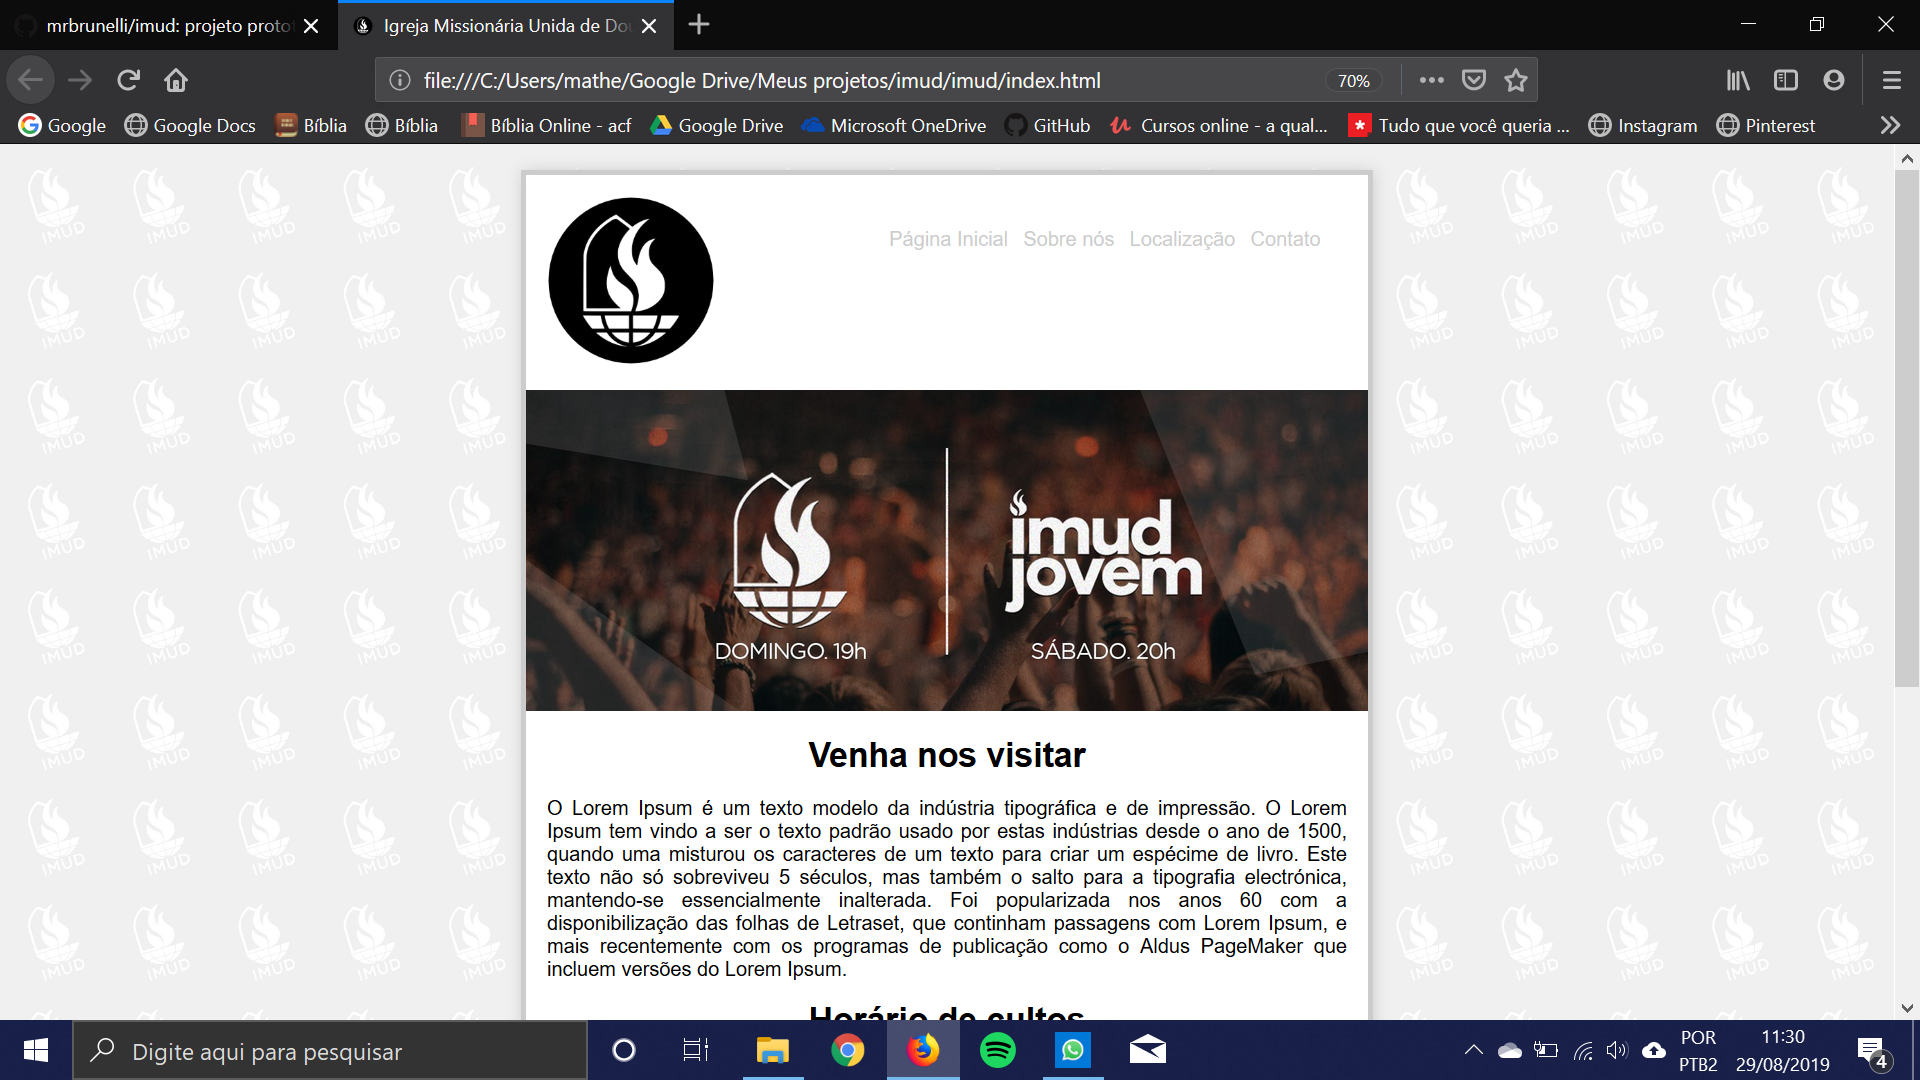 mrbrunelli/imud: projeto proto
Igreja Missionária Unida de Dou
file:///C:/Users/mathe/Google Drive/Meus projetos/imud/imud/index.html
70%
Google
Google Docs
Bíblia
Bíblia
Bíblia Online - acf
Google Drive
Microsoft OneDrive
GitHub
Cursos online - a qual...
Tudo que você queria ...
Instagram
Pinterest
IMUD
Página Inicial Sobre nós Localização Contato
imud
jovem
DOMINGO. 19h
SÁBADO. 20h
Venha nos visitar
O Lorem Ipsum é um texto modelo da indústria tipográfica e de impressão. O Lorem
Ipsum tem vindo a ser o texto padrão usado por estas indústrias desde o ano de 1500,
quando uma misturou os caracteres de um texto para criar um espécime de livro. Este
texto não só sobreviveu 5 séculos, mas também o salto para a tipografia electrónica,
mantendo-se essencialmente inalterada. Foi popularizada nos anos 60 com a
disponibilização das folhas de Letraset, que continham passagens com Lorem Ipsum, e
mais recentemente com os programas de publicação como o Aldus PageMaker que
incluem versões do Lorem Ipsum.
Horário de cultos
Digite aqui para pesquisar
POR
PTB2
11:30
29/08/2019
4